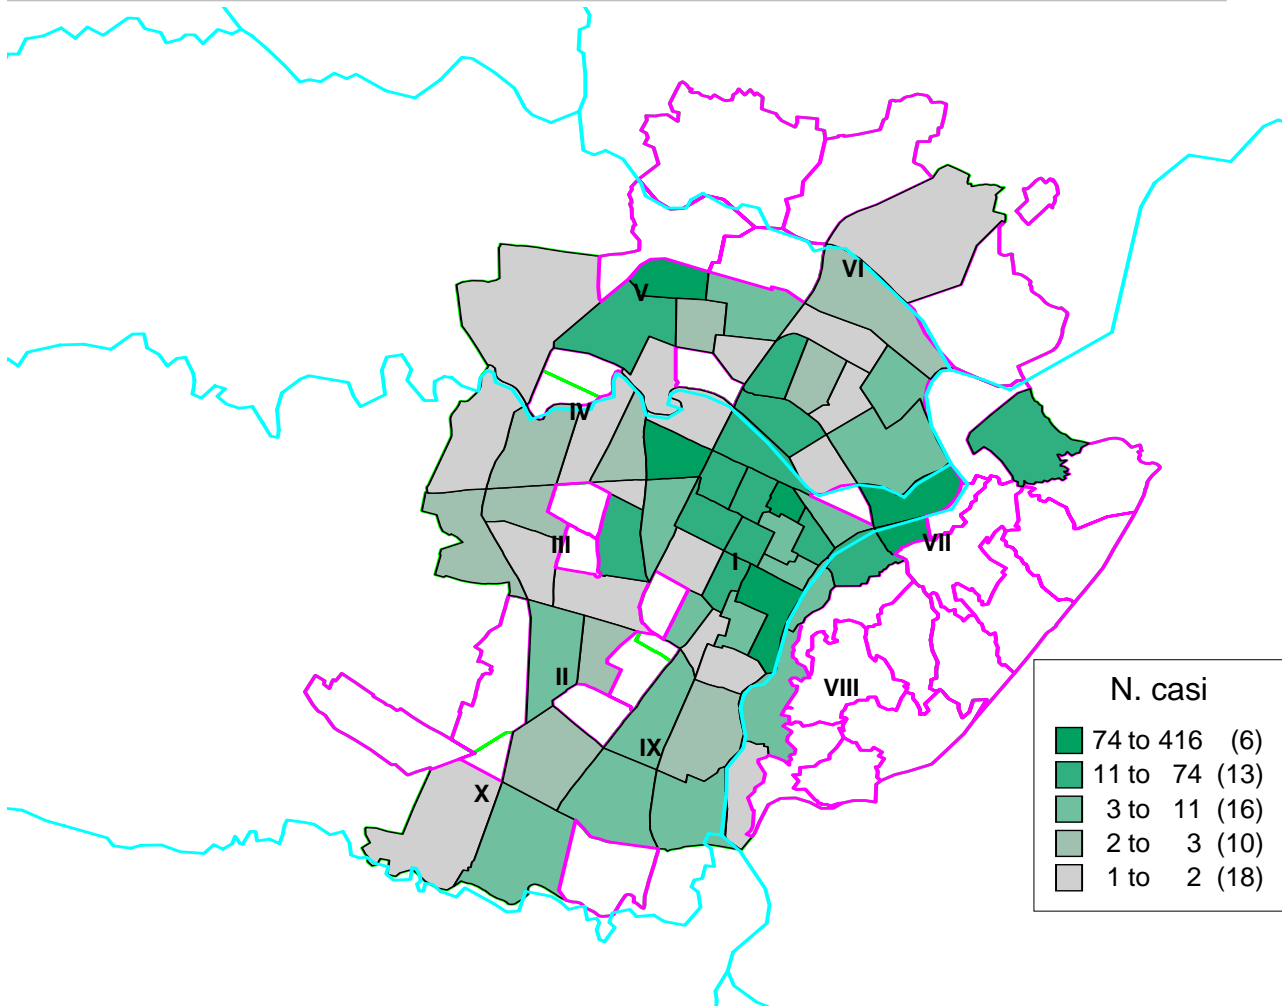 VI
V
IV
III
I
VII
II
VIII
IX
X
N. casi
74 to 416 (6)
11 to 74 (13)
3 to 11 (16)
2 to 3 (10)
1 to 2 (18)